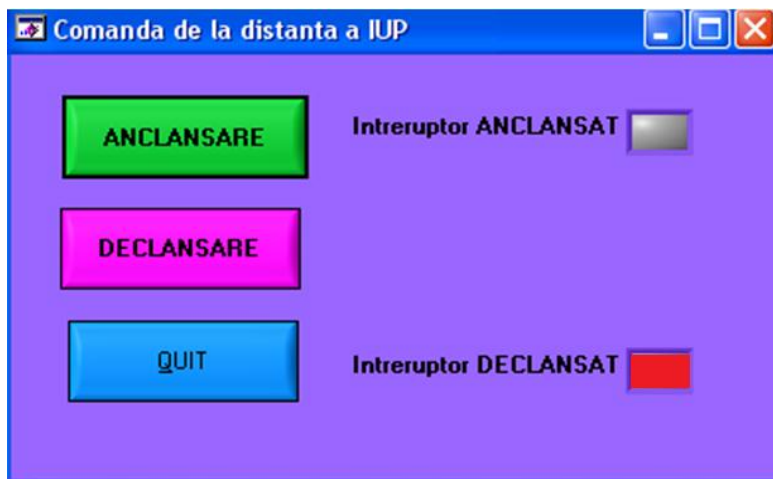 Comanda de la distanta a IUP
ANCLANSARE
Intreruptor ANCLANSAT
DECLANSARE
QUIT
Intreruptor DECLANSAT